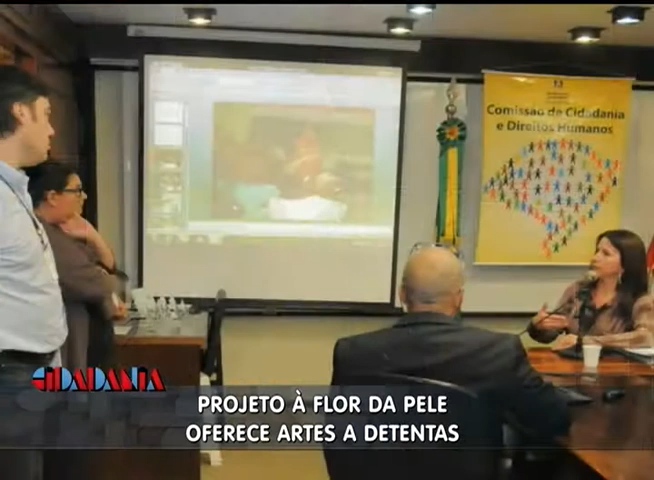 Comissão de Cidadania
e Direitos Humanos
CIDADANIA
PROJETO À FLOR DA PELE
OFERECE ARTES A DETENTAS